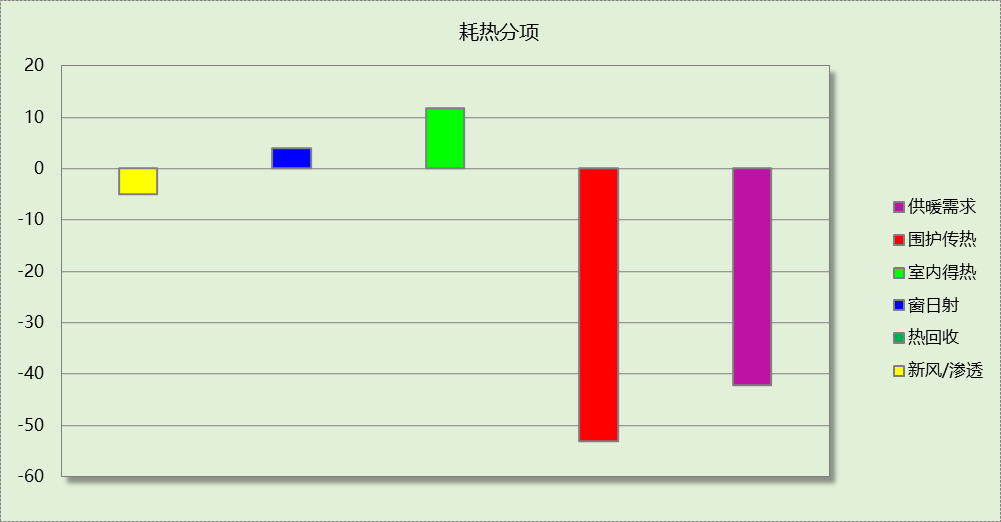 耗热分项
20
10
0
-10
-20
-30
-40
-50
-60
供暖需求
围护传热
室内得热
窗日射
热回收
新风/渗透